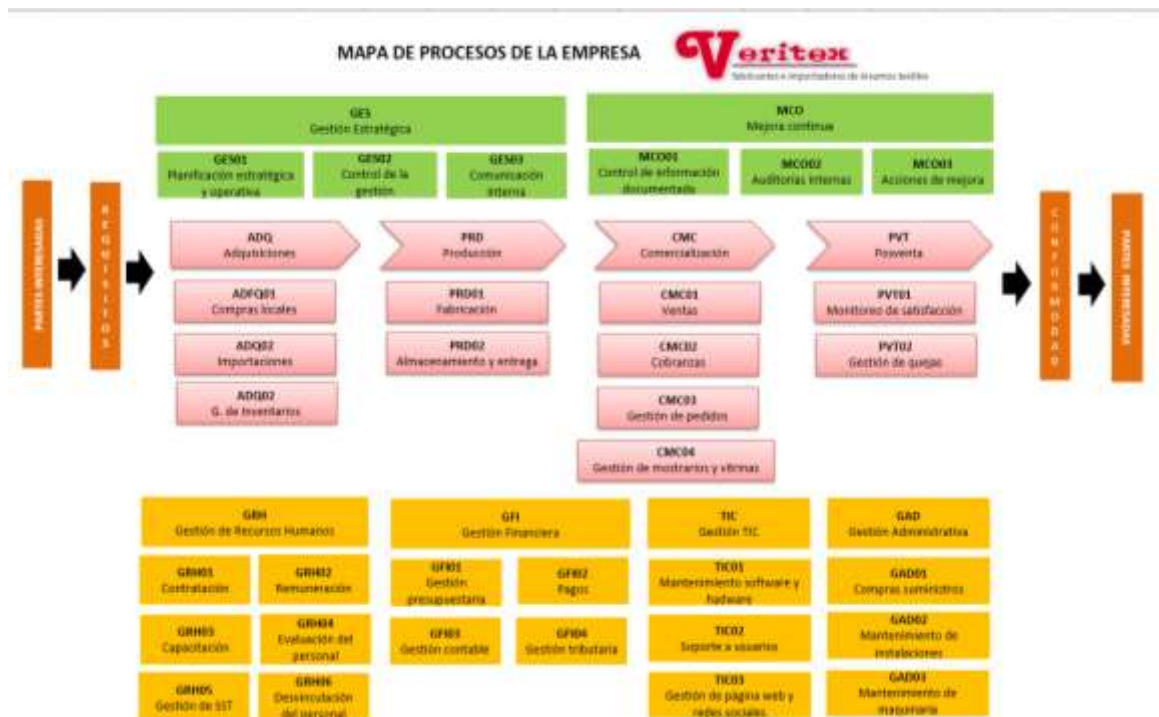 MAPA DE PROCESOS DE LA EMPRESA
Veritex
fabricantes e importadores de insumos textiles
GES
Gestión Estratégica
MCO
Mejora continua
GES01
Planificación estratégica
y operativa
GES02
Control de la
gestión
GES03
Comunicación
interna
MCO01
Control de información
documentada
MCO02
Auditorías internas
MCO03
Acciones de mejora
PARTES INTERESADAS
REQUISITOS
ADQ
Adquisiciones
PRD
Producción
CMC
Comercialización
PVT
Posventa
ADFQ01
Compras locales
PRD01
Fabricación
CMC01
Ventas
PVT01
Monitoreo de satisfacción
ADQ02
Importaciones
PRD02
Almacenamiento y entrega
CMC02
Cobranzas
PVT02
Gestión de quejas
ADQ02
G. de Inventarios
CMC03
Gestión de pedidos
CMC04
Gestión de mostrarios y vitrinas
PARTES INTERESADAS
GRH
Gestión de Recursos Humanos
GFI
Gestión Financiera
TIC
Gestión TIC
GAD
Gestión Administrativa
GRH01
Contratación
GRH02
Remuneración
GFI01
Gestión
presupuestaria
GFI02
Pagos
TIC01
Mantenimiento software y
hadware
GAD01
Compras suministros
GRH03
Capacitación
GRH04
Evaluación del
personal
GFI03
Gestión contable
GFI04
Gestión tributaria
TIC02
Soporte a usuarios
GAD02
Mantenimiento de
instalaciones
GRH05
Gestión de SST
GRH06
Desvinculación
del personal
TIC03
Gestión de página web y
redes sociales
GAD03
Mantenimiento de
maquinaria